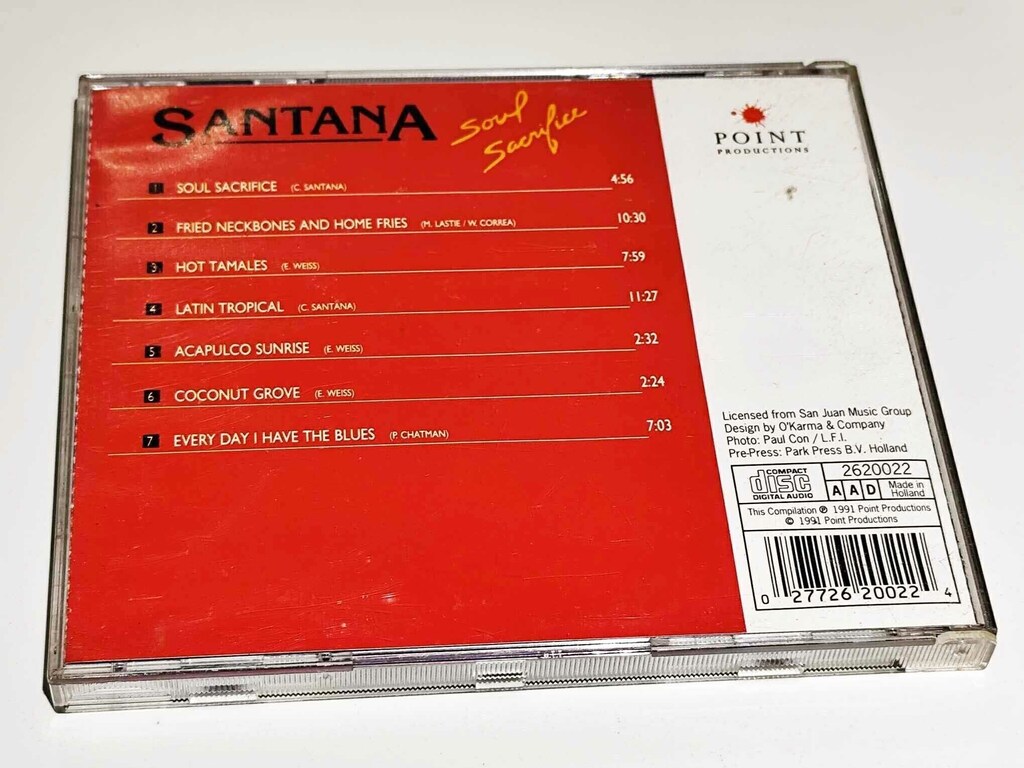 SANTANA
Soul
Sacrifice
POINT
PRODUCTIONS
1 SOUL SACRIFICE (C. SANTANA) 4:56
2 FRIED NECKBONES AND HOME FRIES (M. LASTIE / W. CORREA) 10:30
3 HOT TAMALES (E. WEISS) 7:59
4 LATIN TROPICAL (C. SANTANA) 11:27
5 ACAPULCO SUNRISE (E. WEISS) 2:32
6 COCONUT GROVE (E. WEISS) 2:24
7 EVERY DAY I HAVE THE BLUES (P. CHATMAN) 7:03
Licensed from San Juan Music Group
Design by O'Karma & Company
Photo: Paul Con / L.F.I.
Pre-Press: Park Press B.V. Holland
COMPACT
disc
DIGITAL AUDIO
2620022
A A D
Made in
Holland
This Compilation ℗ 1991 Point Productions
© 1991 Point Productions
0 27726 20022 4